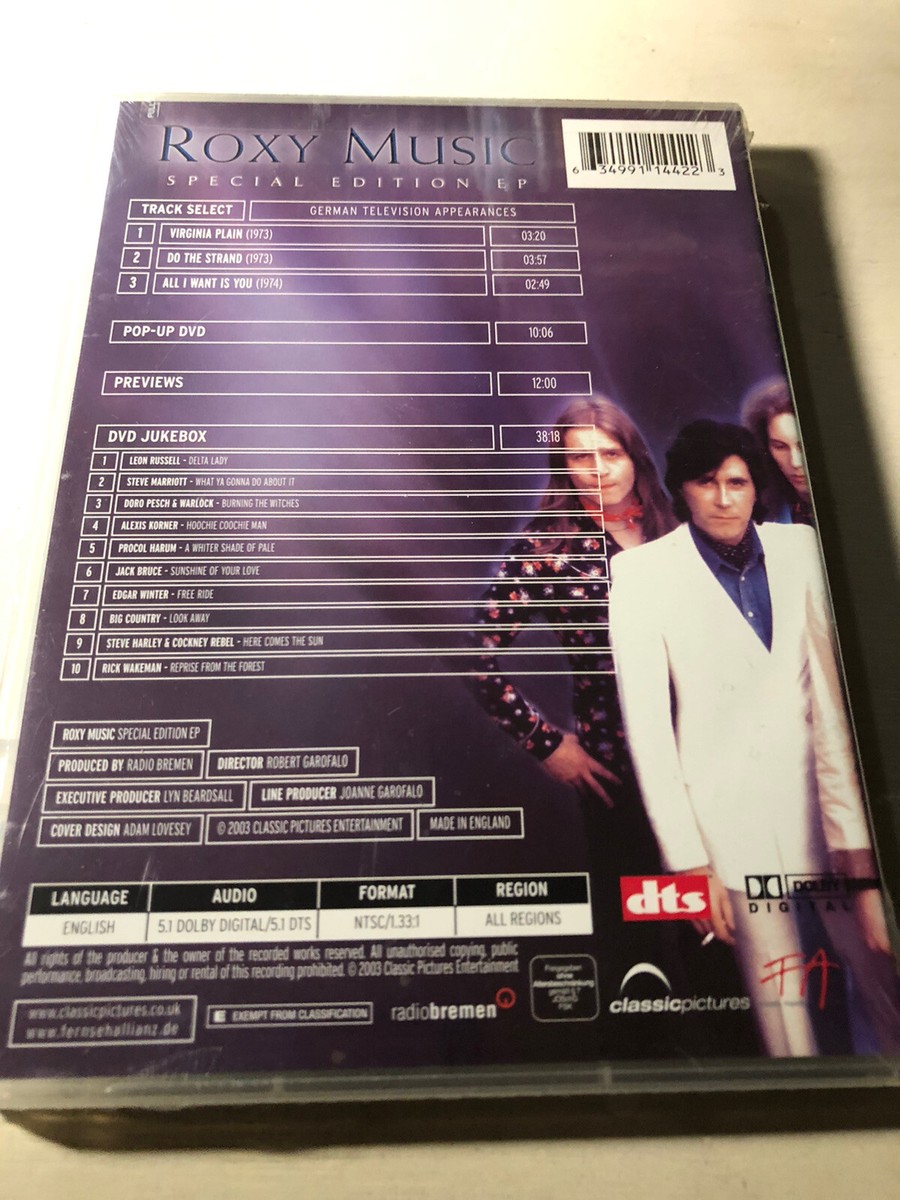 ROXY MUSIC
SPECIAL EDITION EP
6 34991 14422 3
TRACK SELECT GERMAN TELEVISION APPEARANCES
1 VIRGINIA PLAIN (1973) 03:20
2 DO THE STRAND (1973) 03:57
3 ALL I WANT IS YOU (1974) 02:49
POP-UP DVD 10:06
PREVIEWS 12:00
DVD JUKEBOX 38:18
1 LEON RUSSELL - DELTA LADY
2 STEVE MARRIOTT - WHAT YA GONNA DO ABOUT IT
3 DORO PESCH & WARLOCK - BURNING THE WITCHES
4 ALEXIS KORNER - HOOCHIE COOCHIE MAN
5 PROCOL HARUM - A WHITER SHADE OF PALE
6 JACK BRUCE - SUNSHINE OF YOUR LOVE
7 EDGAR WINTER - FREE RIDE
8 BIG COUNTRY - LOOK AWAY
9 STEVE HARLEY & COCKNEY REBEL - HERE COMES THE SUN
10 RICK WAKEMAN - REPRISE FROM THE FOREST
ROXY MUSIC SPECIAL EDITION EP
PRODUCED BY RADIO BREMEN DIRECTOR ROBERT GAROFALO
EXECUTIVE PRODUCER LYN BEARDSALL LINE PRODUCER JOANNE GAROFALO
COVER DESIGN ADAM LOVESEY © 2003 CLASSIC PICTURES ENTERTAINMENT MADE IN ENGLAND
LANGUAGE AUDIO FORMAT REGION
ENGLISH 5.1 DOLBY DIGITAL/5.1 DTS NTSC/1.33:1 ALL REGIONS
dts
DOLBY
DIGITAL
All rights of the producer & the owner of the recorded works reserved. All unauthorised copying, public
performance, broadcasting, hiring or rental of this recording prohibited. © 2003 Classic Pictures Entertainment
www.classicpictures.co.uk
www.fernsehallianz.de
E EXEMPT FROM CLASSIFICATION
radiobremen
Freigegeben
ohne
Altersbeschränkung
gemäß § 7
JÖSchG
FSK
classicpictures
FA